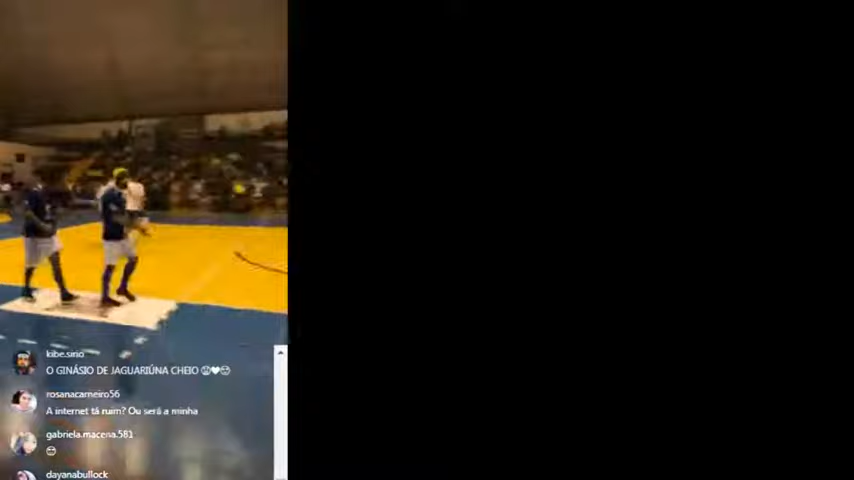 kibe.sirio
O GINÁSIO DE JAGUARIÚNA CHEIO 😍❤😍
rosanacarneiro56
A internet tá ruim? Ou será a minha
gabriela.macena.581
😍
dayanabullock